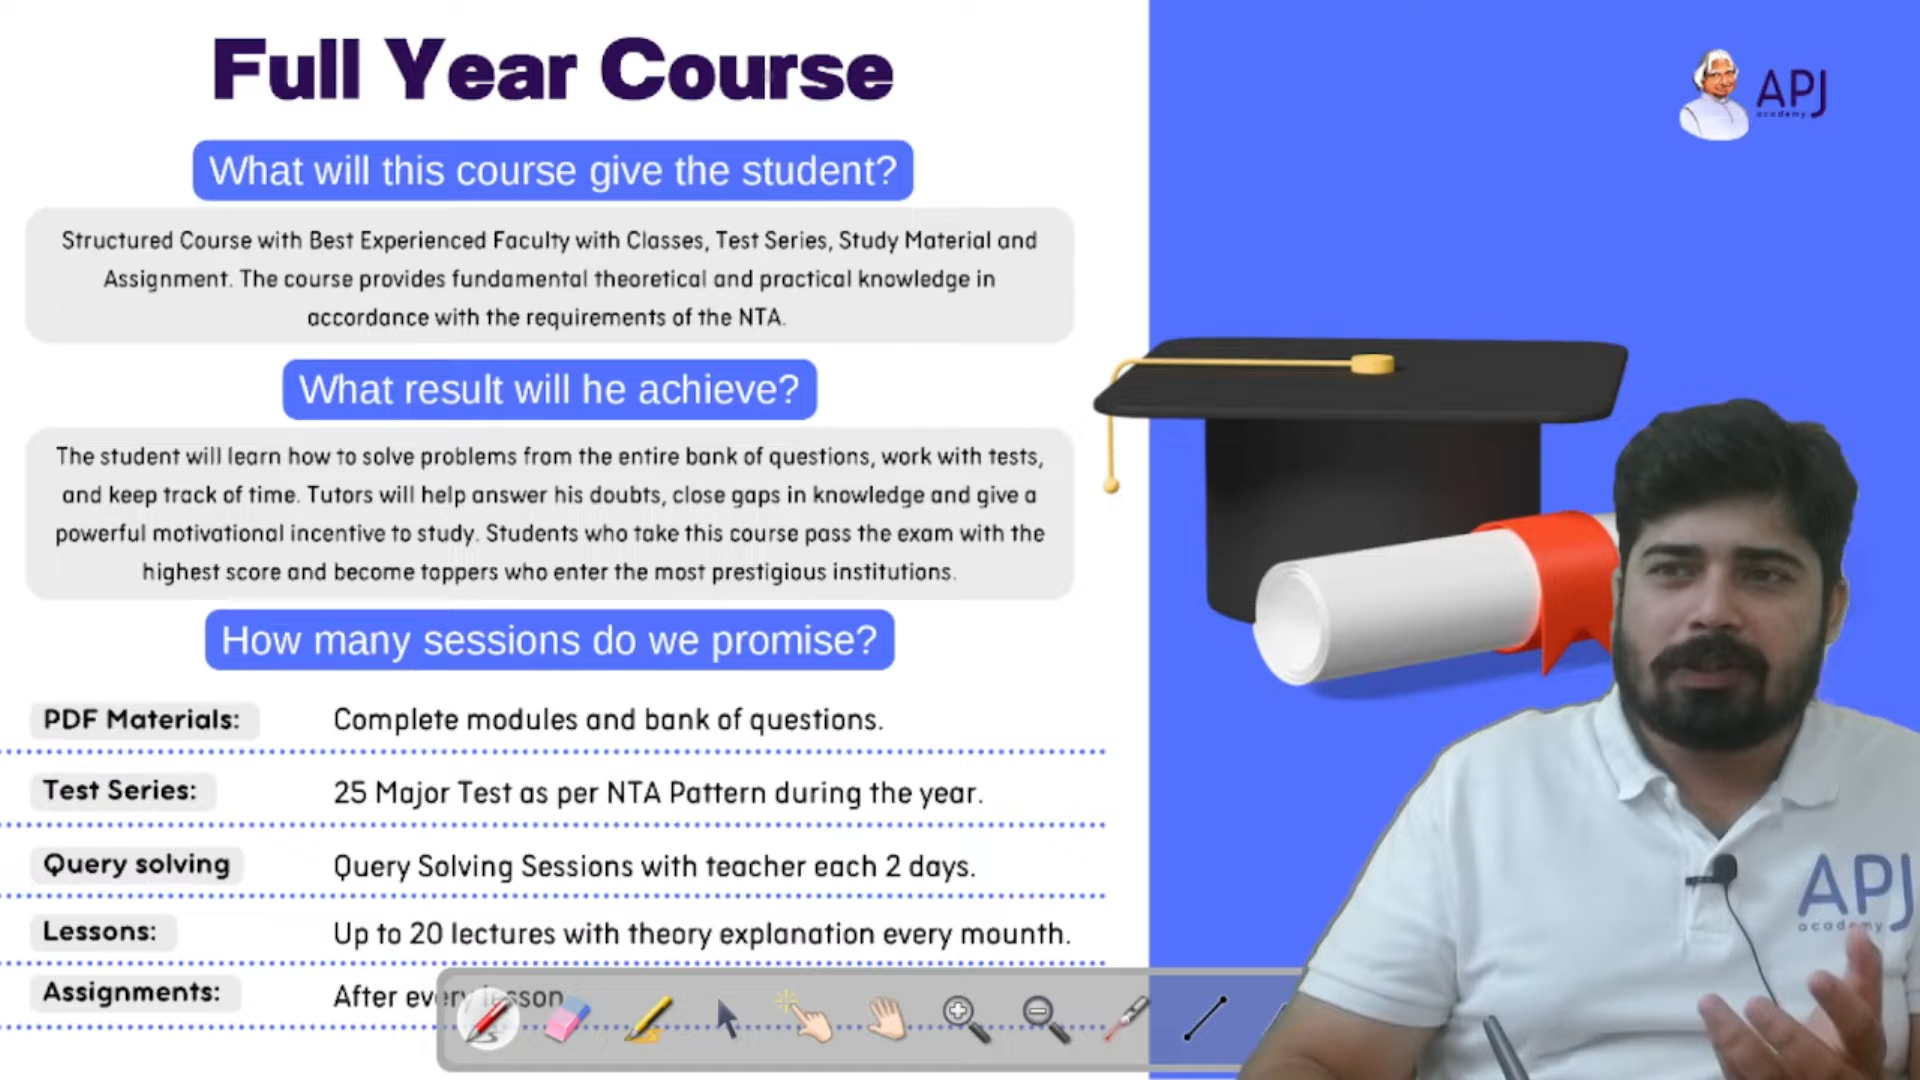 Full Year Course
APJ
academy
What will this course give the student?
Structured Course with Best Experienced Faculty with Classes, Test Series, Study Material and
Assignment. The course provides fundamental theoretical and practical knowledge in
accordance with the requirements of the NTA.
What result will he achieve?
The student will learn how to solve problems from the entire bank of questions, work with tests,
and keep track of time. Tutors will help answer his doubts, close gaps in knowledge and give a
powerful motivational incentive to study. Students who take this course pass the exam with the
highest score and become toppers who enter the most prestigious institutions.
How many sessions do we promise?
PDF Materials: Complete modules and bank of questions.
Test Series: 25 Major Test as per NTA Pattern during the year.
Query solving Query Solving Sessions with teacher each 2 days.
Lessons: Up to 20 lectures with theory explanation every mounth.
Assignments: After every lesson
APJ
academy